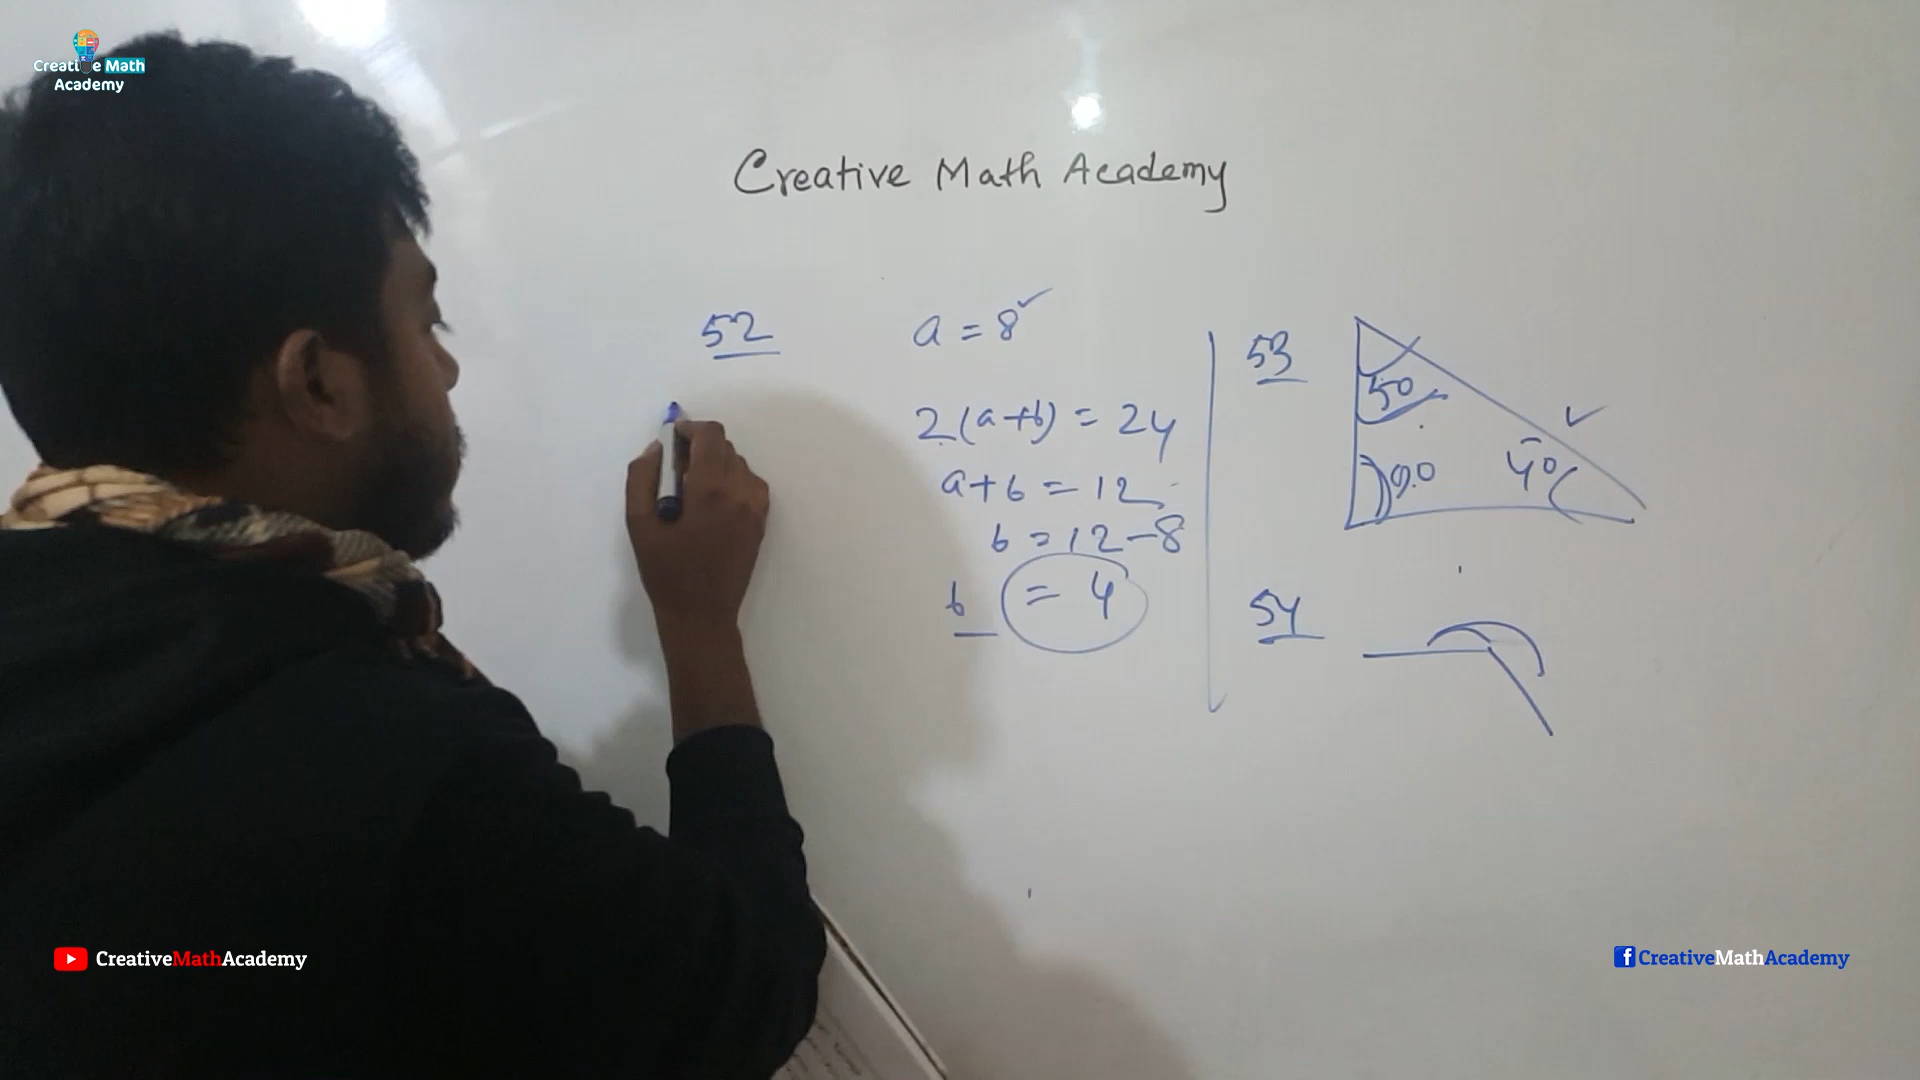 Creative Math
Academy
Creative Math Academy
52
a = 8
2(a+b) = 24
a+b = 12
b = 12-8
b = 4
53
50
90
40
54
CreativeMathAcademy
CreativeMathAcademy